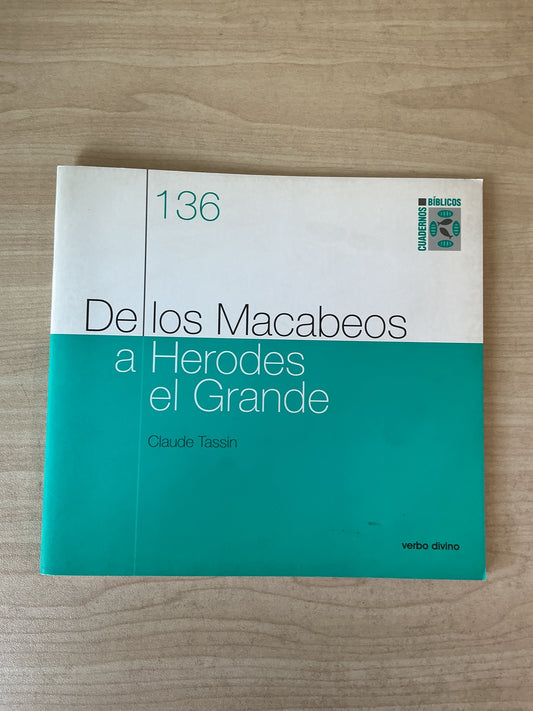 136
CUADERNOS
BÍBLICOS
De los Macabeos
a Herodes
el Grande
Claude Tassin
verbo divino